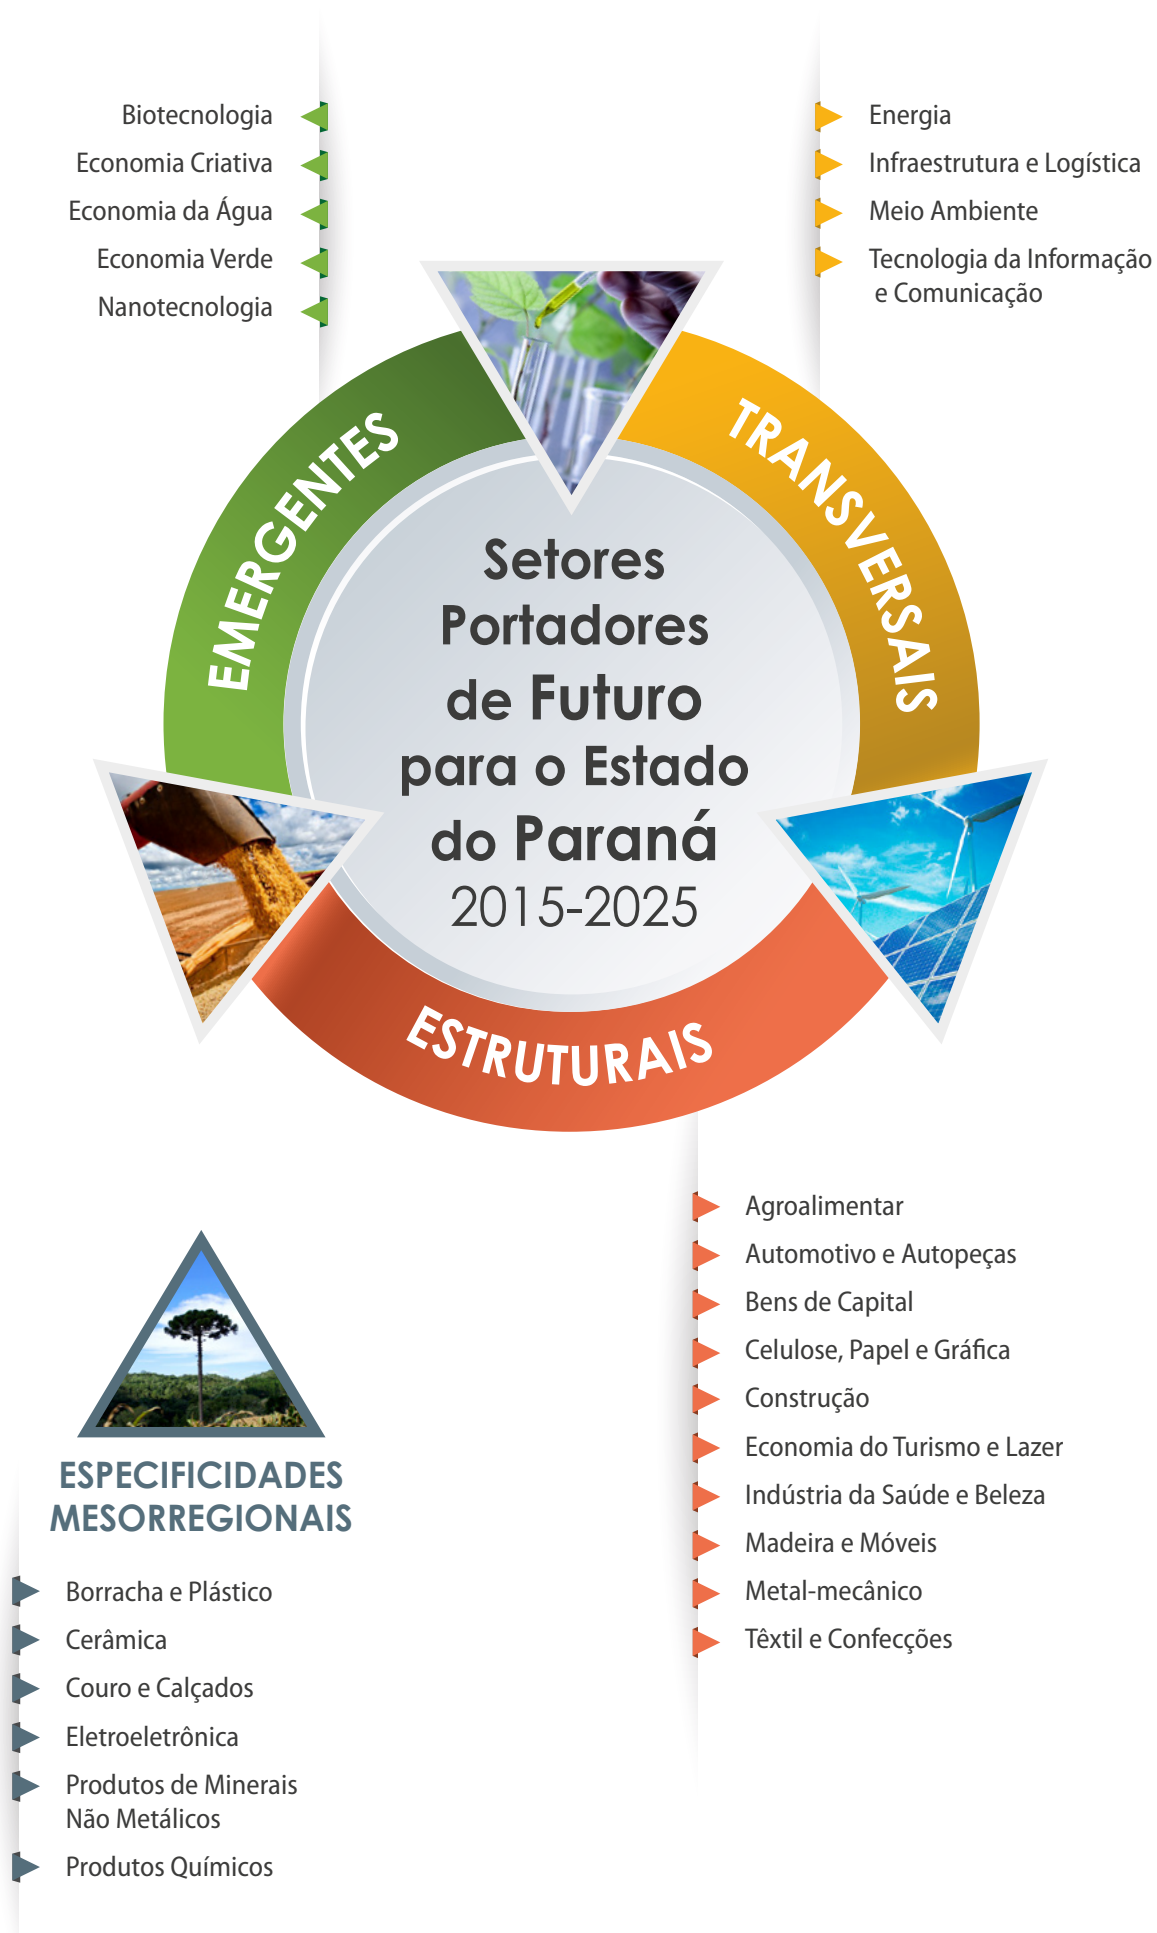 Biotecnologia
Economia Criativa
Economia da Água
Economia Verde
Nanotecnologia
Energia
Infraestrutura e Logística
Meio Ambiente
Tecnologia da Informação
e Comunicação
EMERGENTES
TRANSVERSAIS
Setores
Portadores
de Futuro
para o Estado
do Paraná
2015-2025
ESTRUTURAIS
Agroalimentar
Automotivo e Autopeças
Bens de Capital
Celulose, Papel e Gráfica
Construção
Economia do Turismo e Lazer
Indústria da Saúde e Beleza
Madeira e Móveis
Metal-mecânico
Têxtil e Confecções
ESPECIFICIDADES
MESORREGIONAIS
Borracha e Plástico
Cerâmica
Couro e Calçados
Eletroeletrônica
Produtos de Minerais
Não Metálicos
Produtos Químicos